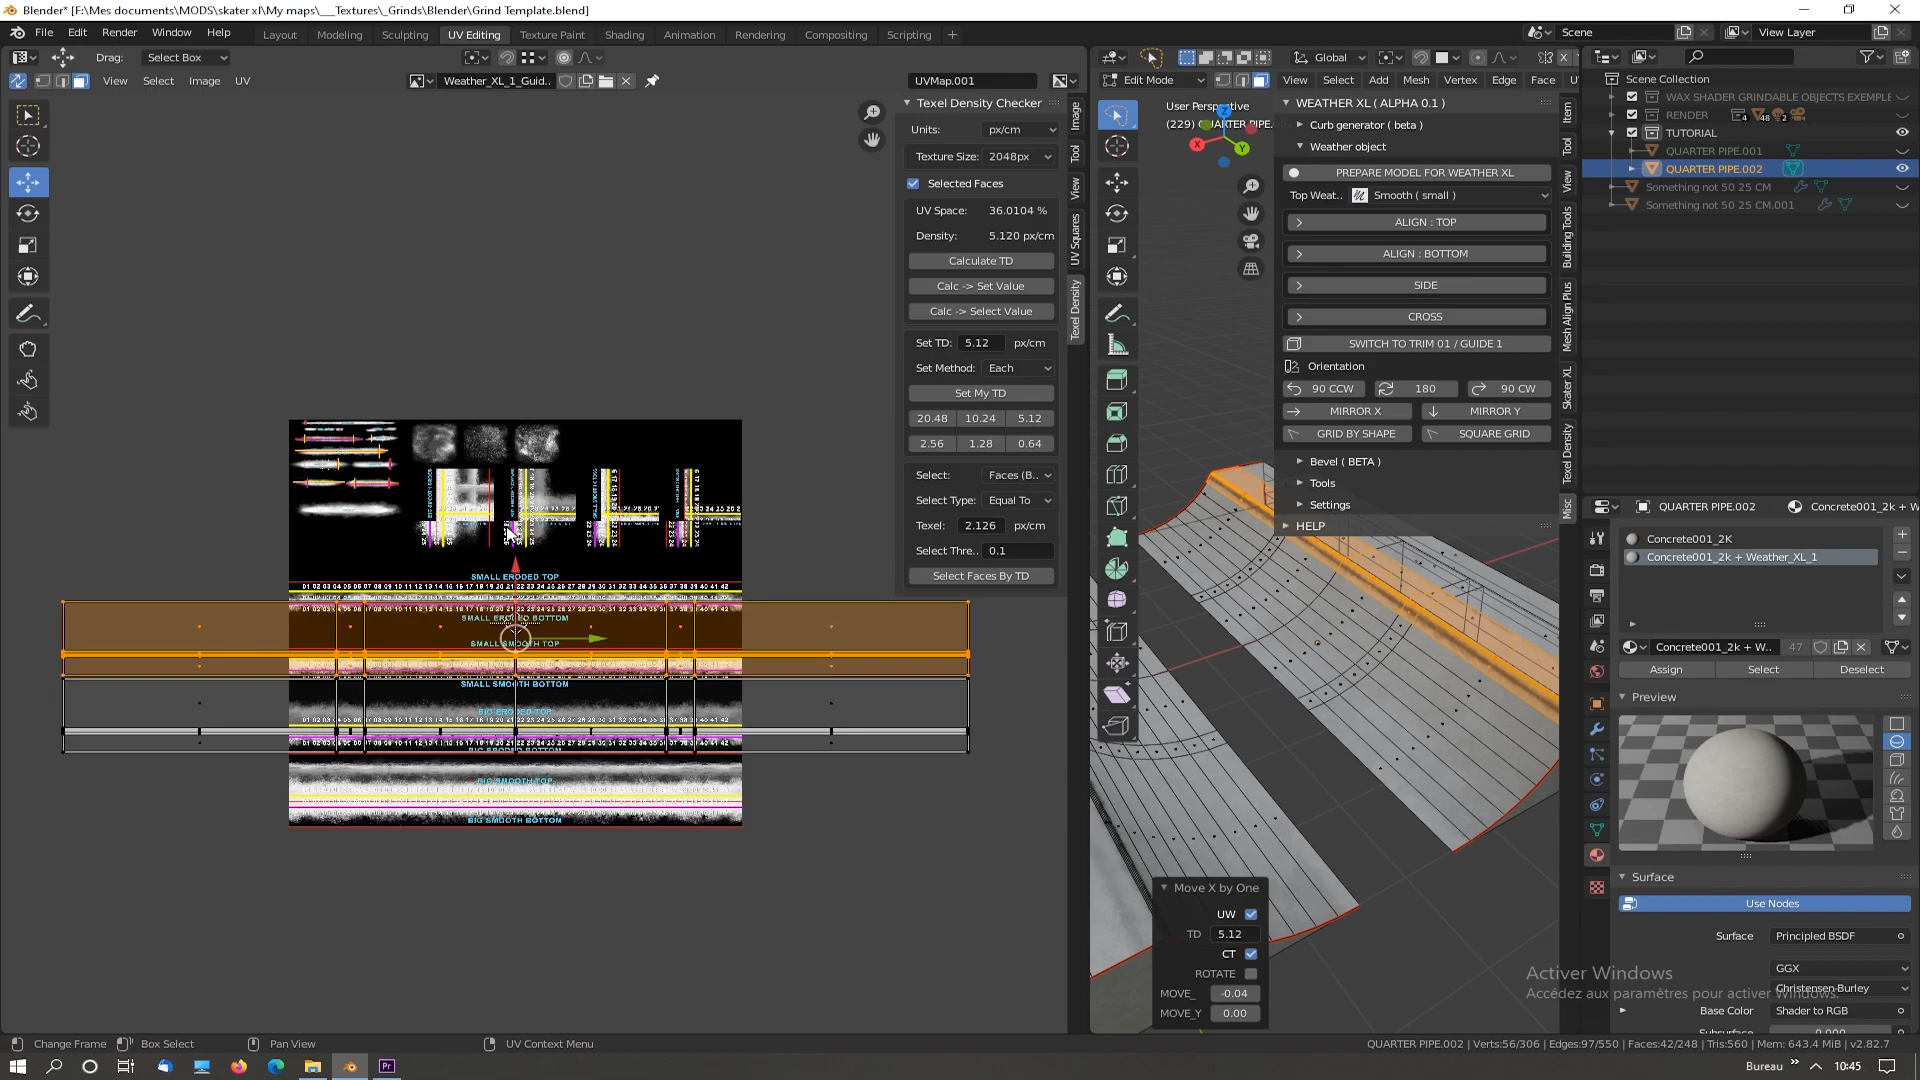 Blender* [F:\Mes documents\MODS\skater xl\My maps\___Textures\_Grinds\Blender\Grind Template.blend]
File Edit Render Window Help
Layout Modeling Sculpting UV Editing Texture Paint Shading Animation Rendering Compositing Scripting +
Scene
View Layer
Drag: Select Box
Global
View Select Image UV
Weather_XL_1_Guid..
UVMap.001
Edit Mode
View Select Add Mesh Vertex Edge Face U
Texel Density Checker
Units: px/cm
Texture Size: 2048px
Selected Faces
UV Space: 36.0104 %
Density: 5.120 px/cm
Calculate TD
Calc -> Set Value
Calc -> Select Value
Set TD: 5.12 px/cm
Set Method: Each
Set My TD
20.48 10.24 5.12
2.56 1.28 0.64
Select: Faces (B..
Select Type: Equal To
Texel: 2.126 px/cm
Select Thre.. 0.1
Select Faces By TD
Image
Tool
View
UV Squares
Texel Density
SMALL ERODED TOP
SMALL ERODED BOTTOM
SMALL SMOOTH TOP
SMALL SMOOTH BOTTOM
BIG ERODED TOP
BIG ERODED BOTTOM
BIG SMOOTH TOP
BIG SMOOTH BOTTOM
User Perspective
(229) QUARTER PIPE.
X
Y
Z
WEATHER XL ( ALPHA 0.1 )
Curb generator ( beta )
Weather object
PREPARE MODEL FOR WEATHER XL
Top Weat.. Smooth ( small )
ALIGN : TOP
ALIGN : BOTTOM
SIDE
CROSS
SWITCH TO TRIM 01 / GUIDE 1
Orientation
90 CCW 180 90 CW
MIRROR X MIRROR Y
GRID BY SHAPE SQUARE GRID
Bevel ( BETA )
Tools
Settings
HELP
Item
Tool
View
Building Tools
Mesh Align Plus
Skater XL
Texel Density
Misc
Move X by One
UW
TD 5.12
CT
ROTATE
MOVE_ -0.04
MOVE_Y 0.00
Scene Collection
WAX SHADER GRINDABLE OBJECTS EXEMPLE
RENDER 4 48 2
TUTORIAL
QUARTER PIPE.001
QUARTER PIPE.002
Something not 50 25 CM
Something not 50 25 CM.001
QUARTER PIPE.002 Concrete001_2k + W
Concrete001_2K
Concrete001_2k + Weather_XL_1
Concrete001_2k + W.. 47
Assign Select Deselect
Preview
Surface
Use Nodes
Surface Principled BSDF
GGX
Christensen-Burley
Base Color Shader to RGB
Subsurface 0.000
Activer Windows
Accédez aux paramètres pour activer Windows.
Change Frame Box Select Pan View UV Context Menu
QUARTER PIPE.002 | Verts:56/306 | Edges:97/550 | Faces:42/248 | Tris:560 | Mem: 643.4 MiB | v2.82.7
Pr
Bureau
10:45